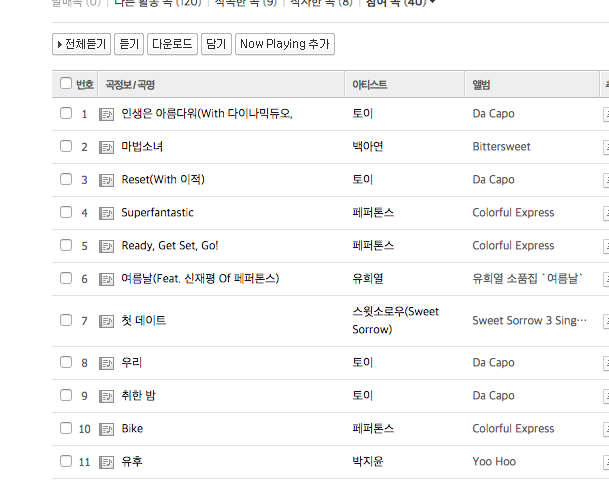 발매곡 (0) | 다른 활동 곡 (120) | 작곡한 곡 (9) | 작사한 곡 (8) | 참여 곡 (40)
전체듣기 듣기 다운로드 담기 Now Playing 추가
번호 곡정보/곡명 아티스트 앨범
1 인생은 아름다워(With 다이나믹듀오, 토이 Da Capo
2 마법소녀 백아연 Bittersweet
3 Reset(With 이적) 토이 Da Capo
4 Superfantastic 페퍼톤스 Colorful Express
5 Ready, Get Set, Go! 페퍼톤스 Colorful Express
6 여름날(Feat. 신재평 Of 페퍼톤스) 유희열 유희열 소품집 `여름날`
7 첫 데이트 스윗소로우(Sweet Sorrow) Sweet Sorrow 3 Sing…
8 우리 토이 Da Capo
9 취한 밤 토이 Da Capo
10 Bike 페퍼톤스 Colorful Express
11 유후 박지윤 Yoo Hoo